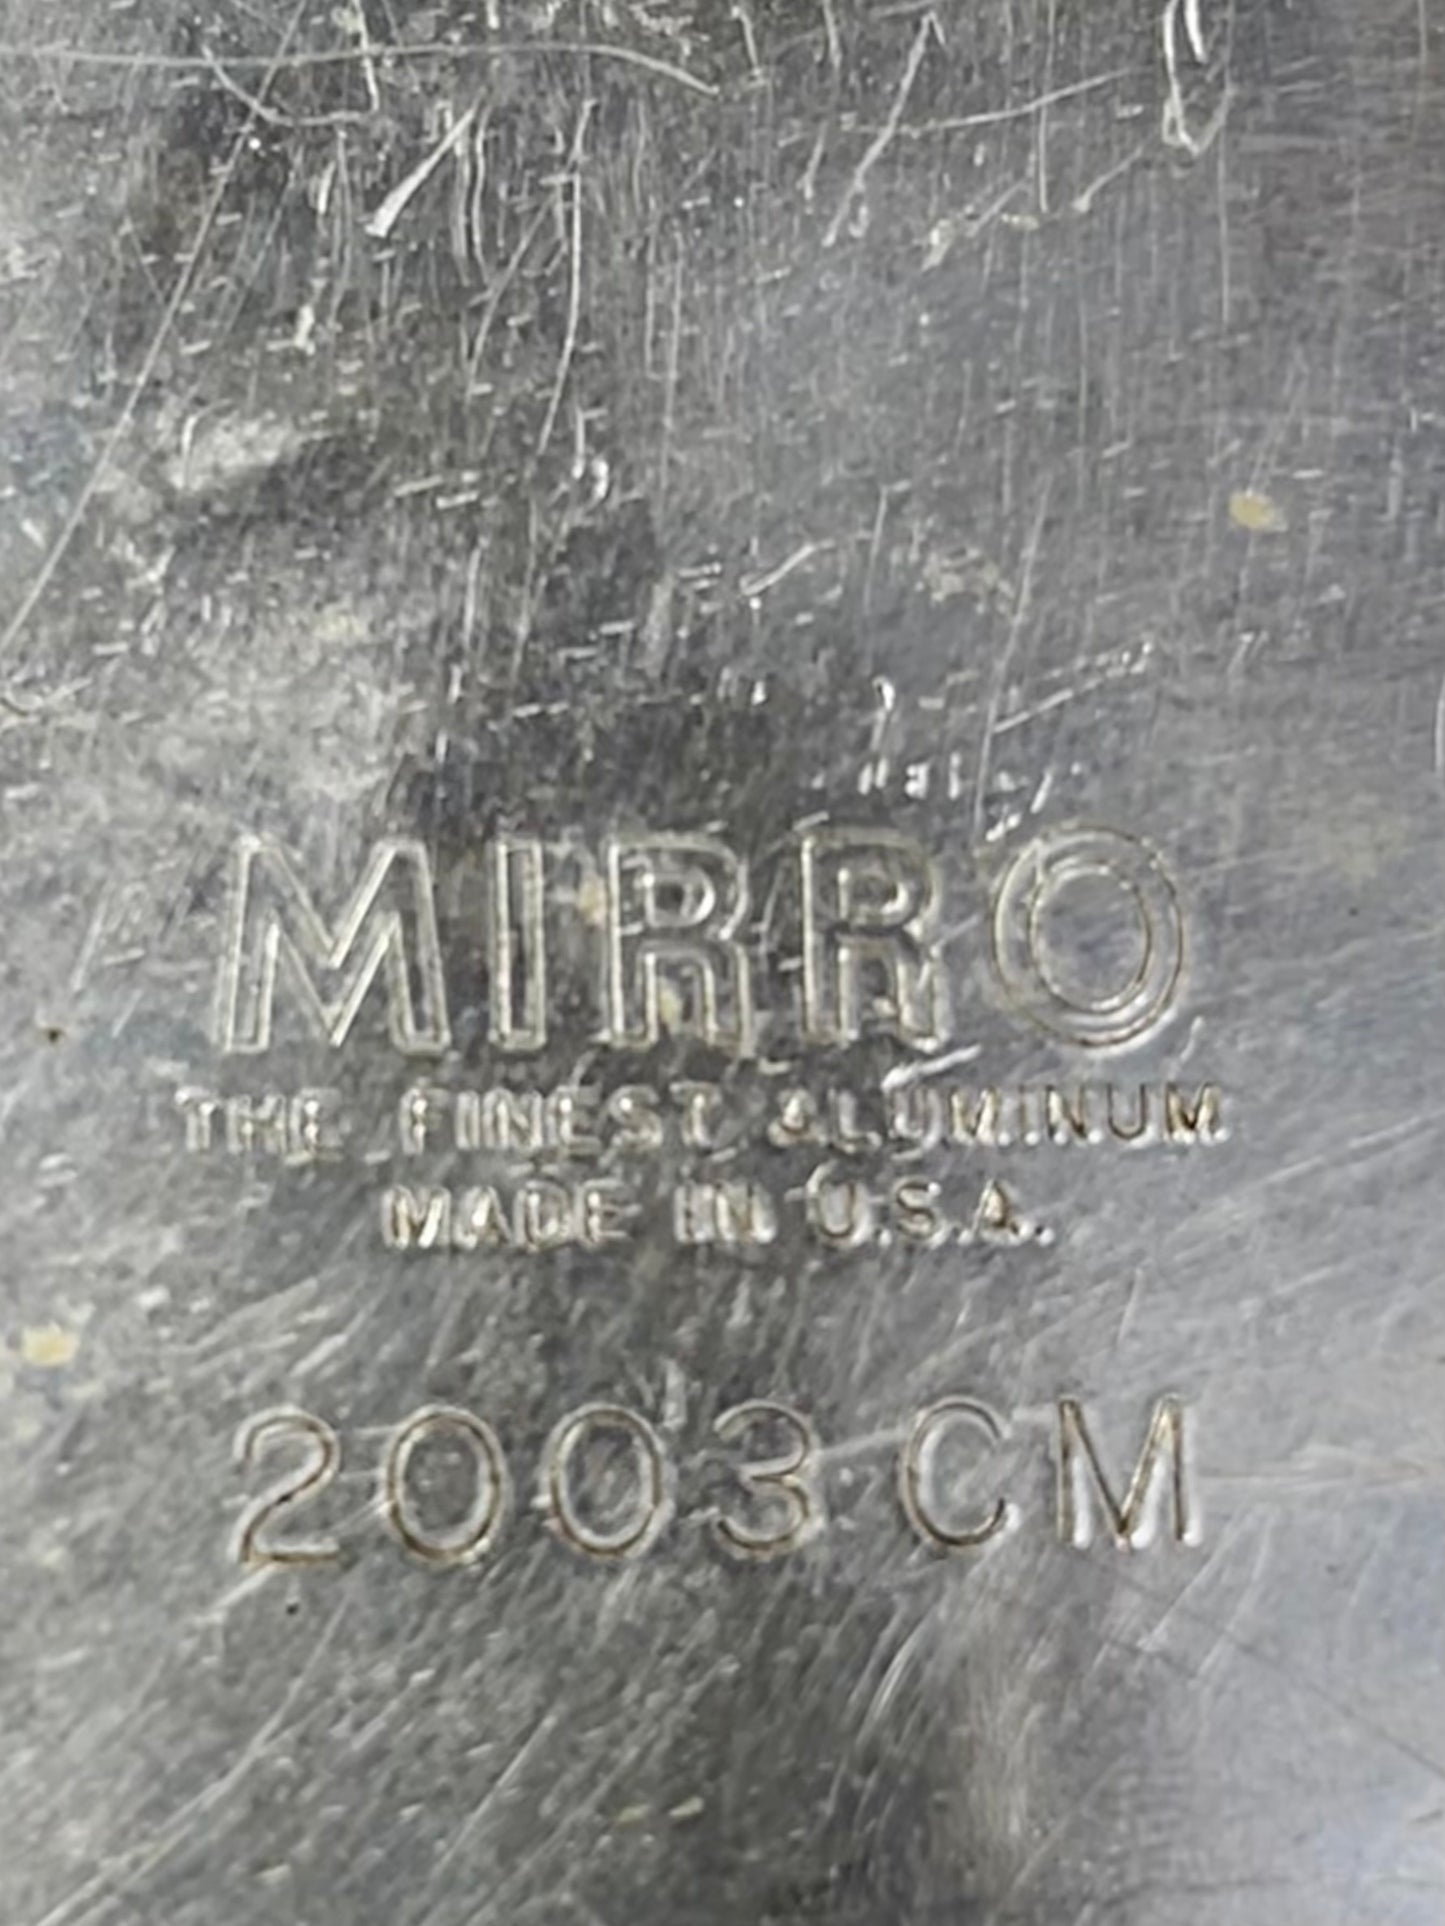 MIRRO
THE FINEST ALUMINUM
MADE IN U.S.A.
2003 CM